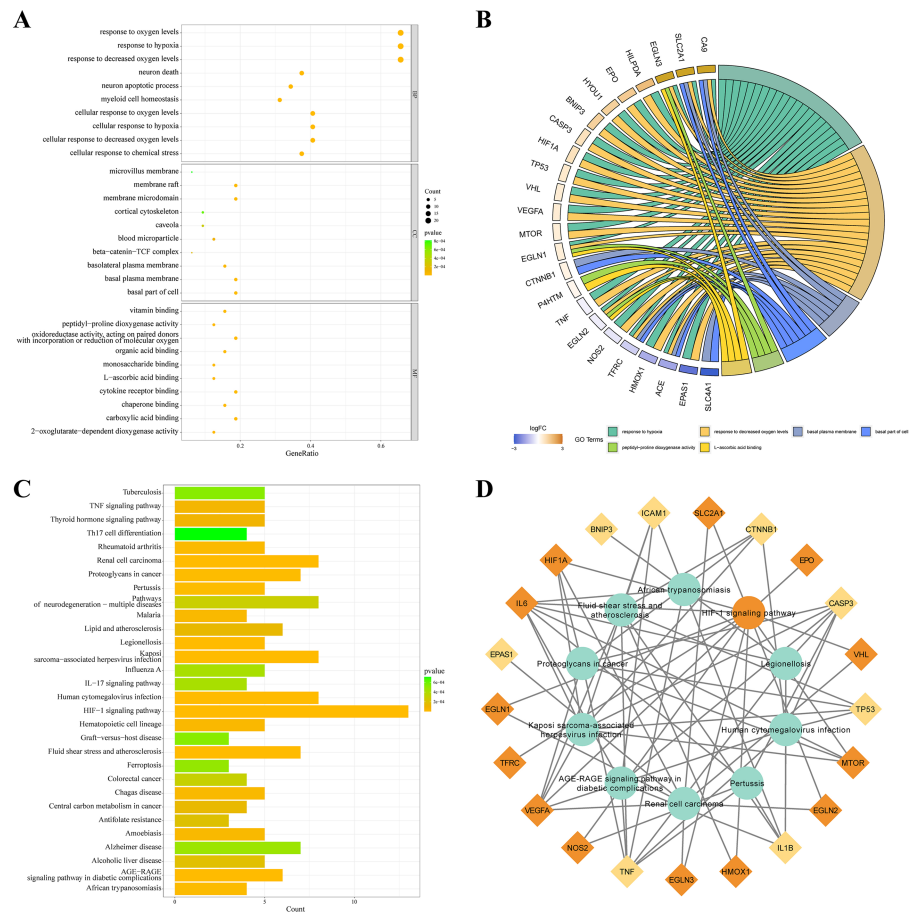 A
response to oxygen levels
response to hypoxia
response to decreased oxygen levels
neuron death
neuron apoptotic process
myeloid cell homeostasis
cellular response to oxygen levels
cellular response to hypoxia
cellular response to decreased oxygen levels
cellular response to chemical stress
BP
microvillus membrane
membrane raft
membrane microdomain
cortical cytoskeleton
caveola
blood microparticle
beta−catenin−TCF complex
basolateral plasma membrane
basal plasma membrane
basal part of cell
CC
vitamin binding
peptidyl−proline dioxygenase activity
oxidoreductase activity, acting on paired donors
with incorporation or reduction of molecular oxygen
organic acid binding
monosaccharide binding
L−ascorbic acid binding
cytokine receptor binding
chaperone binding
carboxylic acid binding
2−oxoglutarate−dependent dioxygenase activity
MF
0.2
0.4
0.6
GeneRatio
Count
5
10
15
20
pvalue
8e−04
6e−04
4e−04
2e−04
B
CA9
SLC2A1
EGLN3
HILPDA
EPO
HYOU1
BNIP3
CASP3
HIF1A
TP53
VHL
VEGFA
MTOR
EGLN1
CTNNB1
P4HTM
TNF
EGLN2
NOS2
TFRC
HMOX1
ACE
EPAS1
SLC4A1
logFC
−3
3
GO Terms
response to hypoxia
response to decreased oxygen levels
basal plasma membrane
basal part of cell
peptidyl−proline dioxygenase activity
L−ascorbic acid binding
C
Tuberculosis
TNF signaling pathway
Thyroid hormone signaling pathway
Th17 cell differentiation
Rheumatoid arthritis
Renal cell carcinoma
Proteoglycans in cancer
Pertussis
Pathways
of neurodegeneration − multiple diseases
Malaria
Lipid and atherosclerosis
Legionellosis
Kaposi
sarcoma−associated herpesvirus infection
Influenza A
IL−17 signaling pathway
Human cytomegalovirus infection
HIF−1 signaling pathway
Hematopoietic cell lineage
Graft−versus−host disease
Fluid shear stress and atherosclerosis
Ferroptosis
Colorectal cancer
Chagas disease
Central carbon metabolism in cancer
Antifolate resistance
Amoebiasis
Alzheimer disease
Alcoholic liver disease
AGE−RAGE
signaling pathway in diabetic complications
African trypanosomiasis
0
5
10
Count
pvalue
6e−04
4e−04
2e−04
D
ICAM1
SLC2A1
BNIP3
CTNNB1
HIF1A
EPO
African trypanosomiasis
IL6
Fluid shear stress and
atherosclerosis
HIF-1 signaling pathway
CASP3
EPAS1
Proteoglycans in cancer
Legionellosis
VHL
EGLN1
TP53
Kaposi sarcoma-associated
herpesvirus infection
Human cytomegalovirus infection
TFRC
MTOR
AGE-RAGE signaling pathway in
diabetic complications
Pertussis
Renal cell carcinoma
VEGFA
EGLN2
NOS2
IL1B
TNF
EGLN3
HMOX1